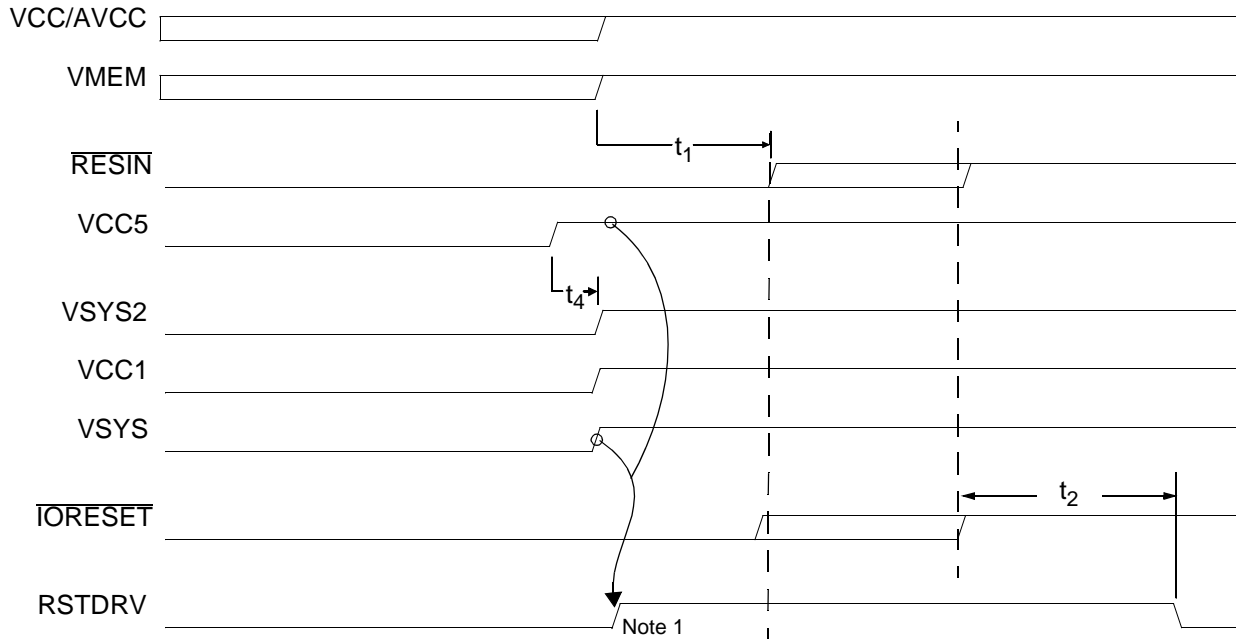 VCC/AVCC
VMEM
t1
RESIN
VCC5
t4
VSYS2
VCC1
VSYS
t2
IORESET
RSTDRV
Note 1